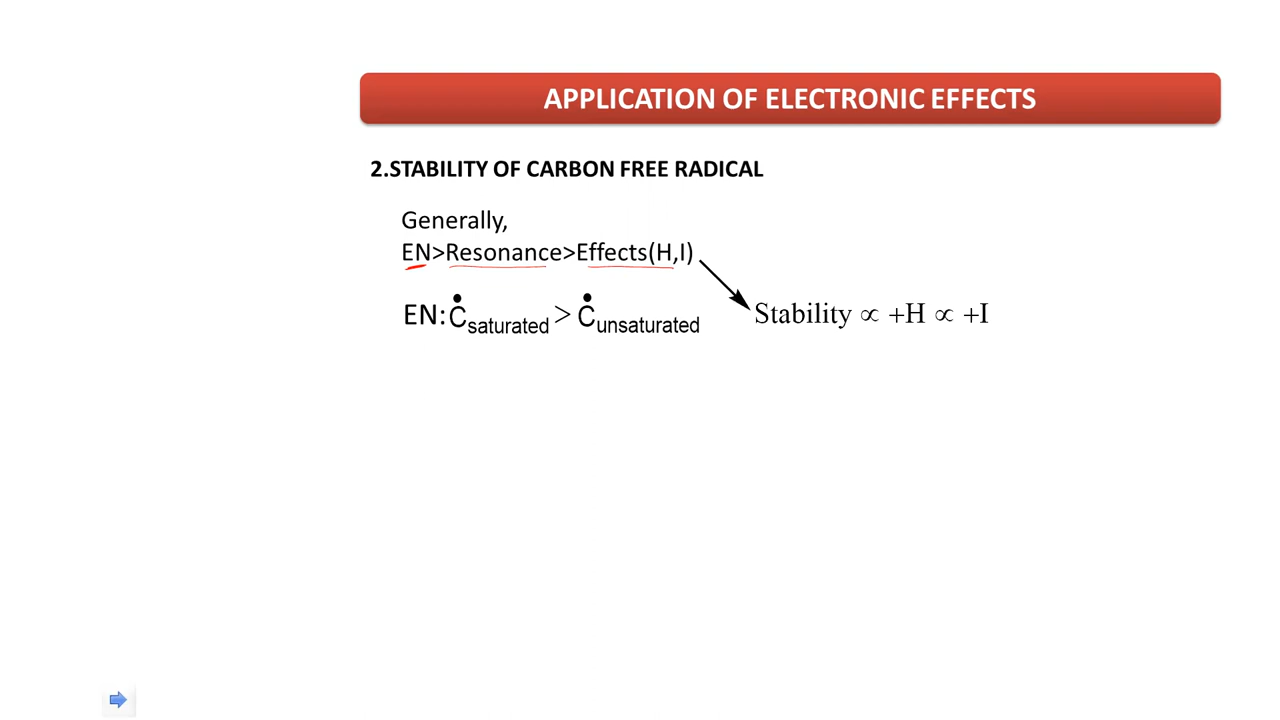 APPLICATION OF ELECTRONIC EFFECTS
2.STABILITY OF CARBON FREE RADICAL
Generally,
EN>Resonance>Effects(H,I)
EN: Ċsaturated > Ċunsaturated
Stability ∝ +H ∝ +I